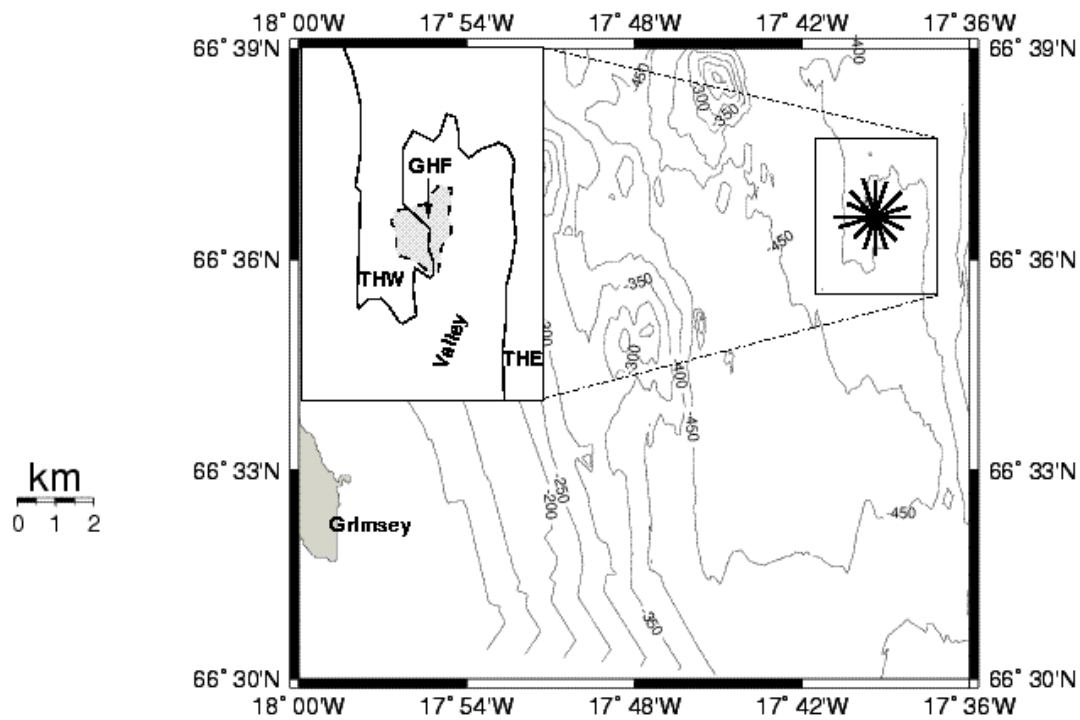 18° 00'W 17° 54'W 17° 48'W 17° 42'W 17° 36'W
66° 39'N 66° 39'N
-400
-450
-300
-350
GHF
-450
66° 36'N 66° 36'N
THW
-350
-200
Valley
THE
-300
-400
-450
66° 33'N 66° 33'N
km
0 1 2
Grimsey
-250
-200
-450
-350
66° 30'N 66° 30'N
18° 00'W 17° 54'W 17° 48'W 17° 42'W 17° 36'W